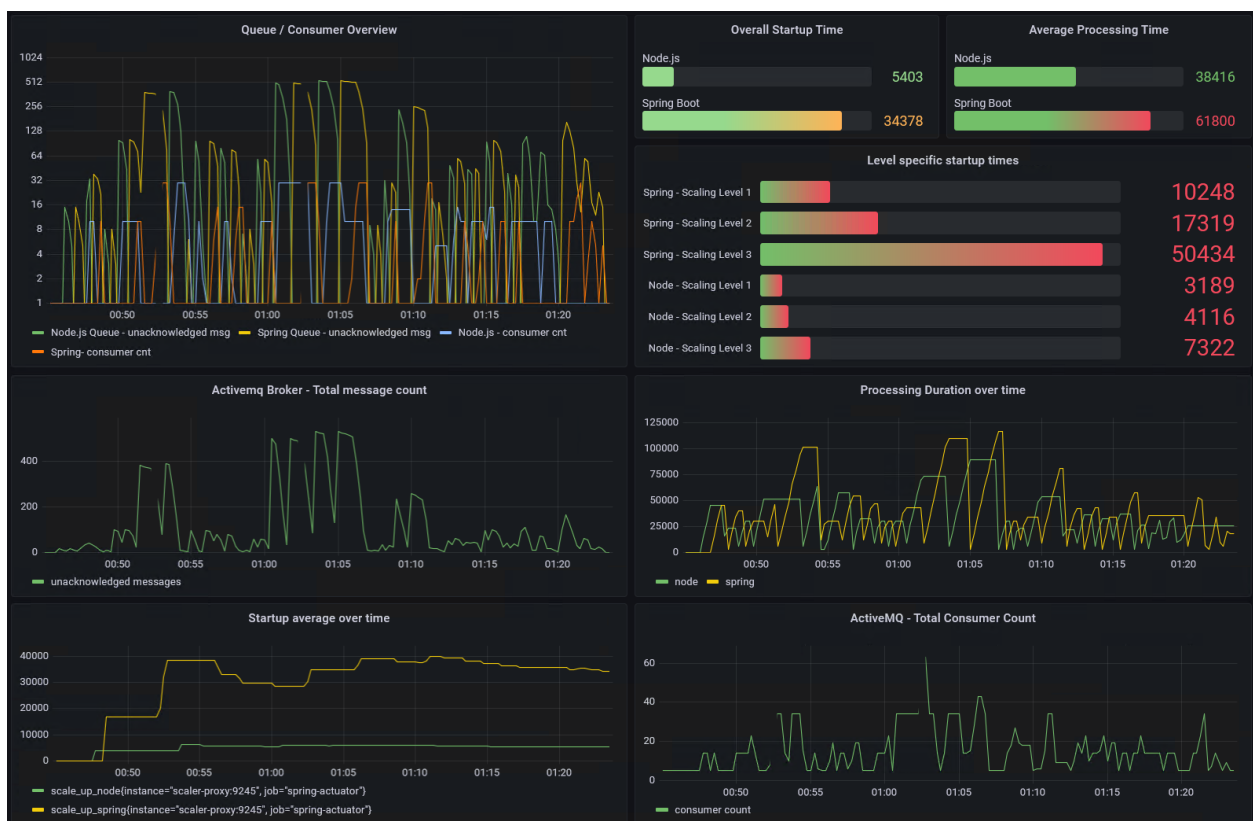 Queue / Consumer Overview
1024
512
256
128
64
32
16
8
4
2
1
00:50 00:55 01:00 01:05 01:10 01:15 01:20
Node.js Queue - unacknowledged msg Spring Queue - unacknowledged msg Node.js - consumer cnt
Spring- consumer cnt
Overall Startup Time
Node.js
5403
Spring Boot
34378
Average Processing Time
Node.js
38416
Spring Boot
61800
Level specific startup times
Spring - Scaling Level 1 10248
Spring - Scaling Level 2 17319
Spring - Scaling Level 3 50434
Node - Scaling Level 1 3189
Node - Scaling Level 2 4116
Node - Scaling Level 3 7322
Activemq Broker - Total message count
400
200
0
00:50 00:55 01:00 01:05 01:10 01:15 01:20
unacknowledged messages
Processing Duration over time
125000
100000
75000
50000
25000
0
00:50 00:55 01:00 01:05 01:10 01:15 01:20
node spring
Startup average over time
40000
30000
20000
10000
0
00:50 00:55 01:00 01:05 01:10 01:15 01:20
scale_up_node{instance="scaler-proxy:9245", job="spring-actuator"}
scale_up_spring{instance="scaler-proxy:9245", job="spring-actuator"}
ActiveMQ - Total Consumer Count
60
40
20
0
00:50 00:55 01:00 01:05 01:10 01:15 01:20
consumer count